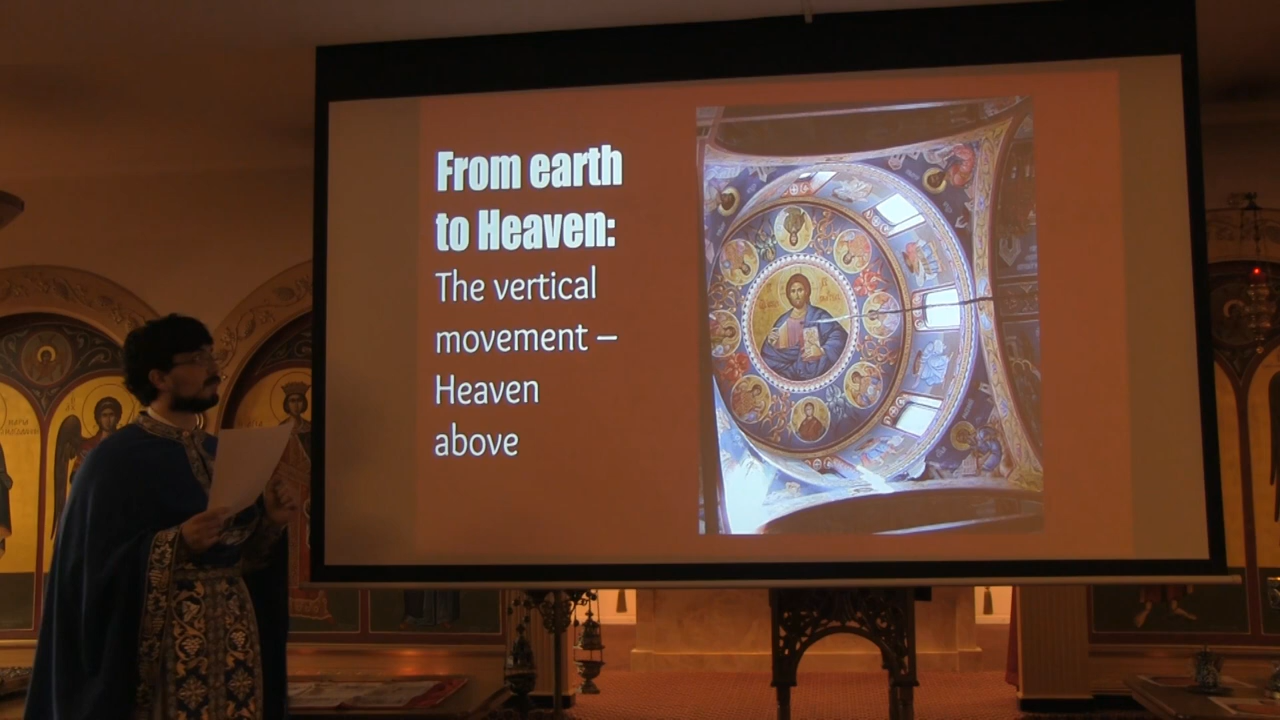 From earth
to Heaven:
The vertical
movement –
Heaven
above